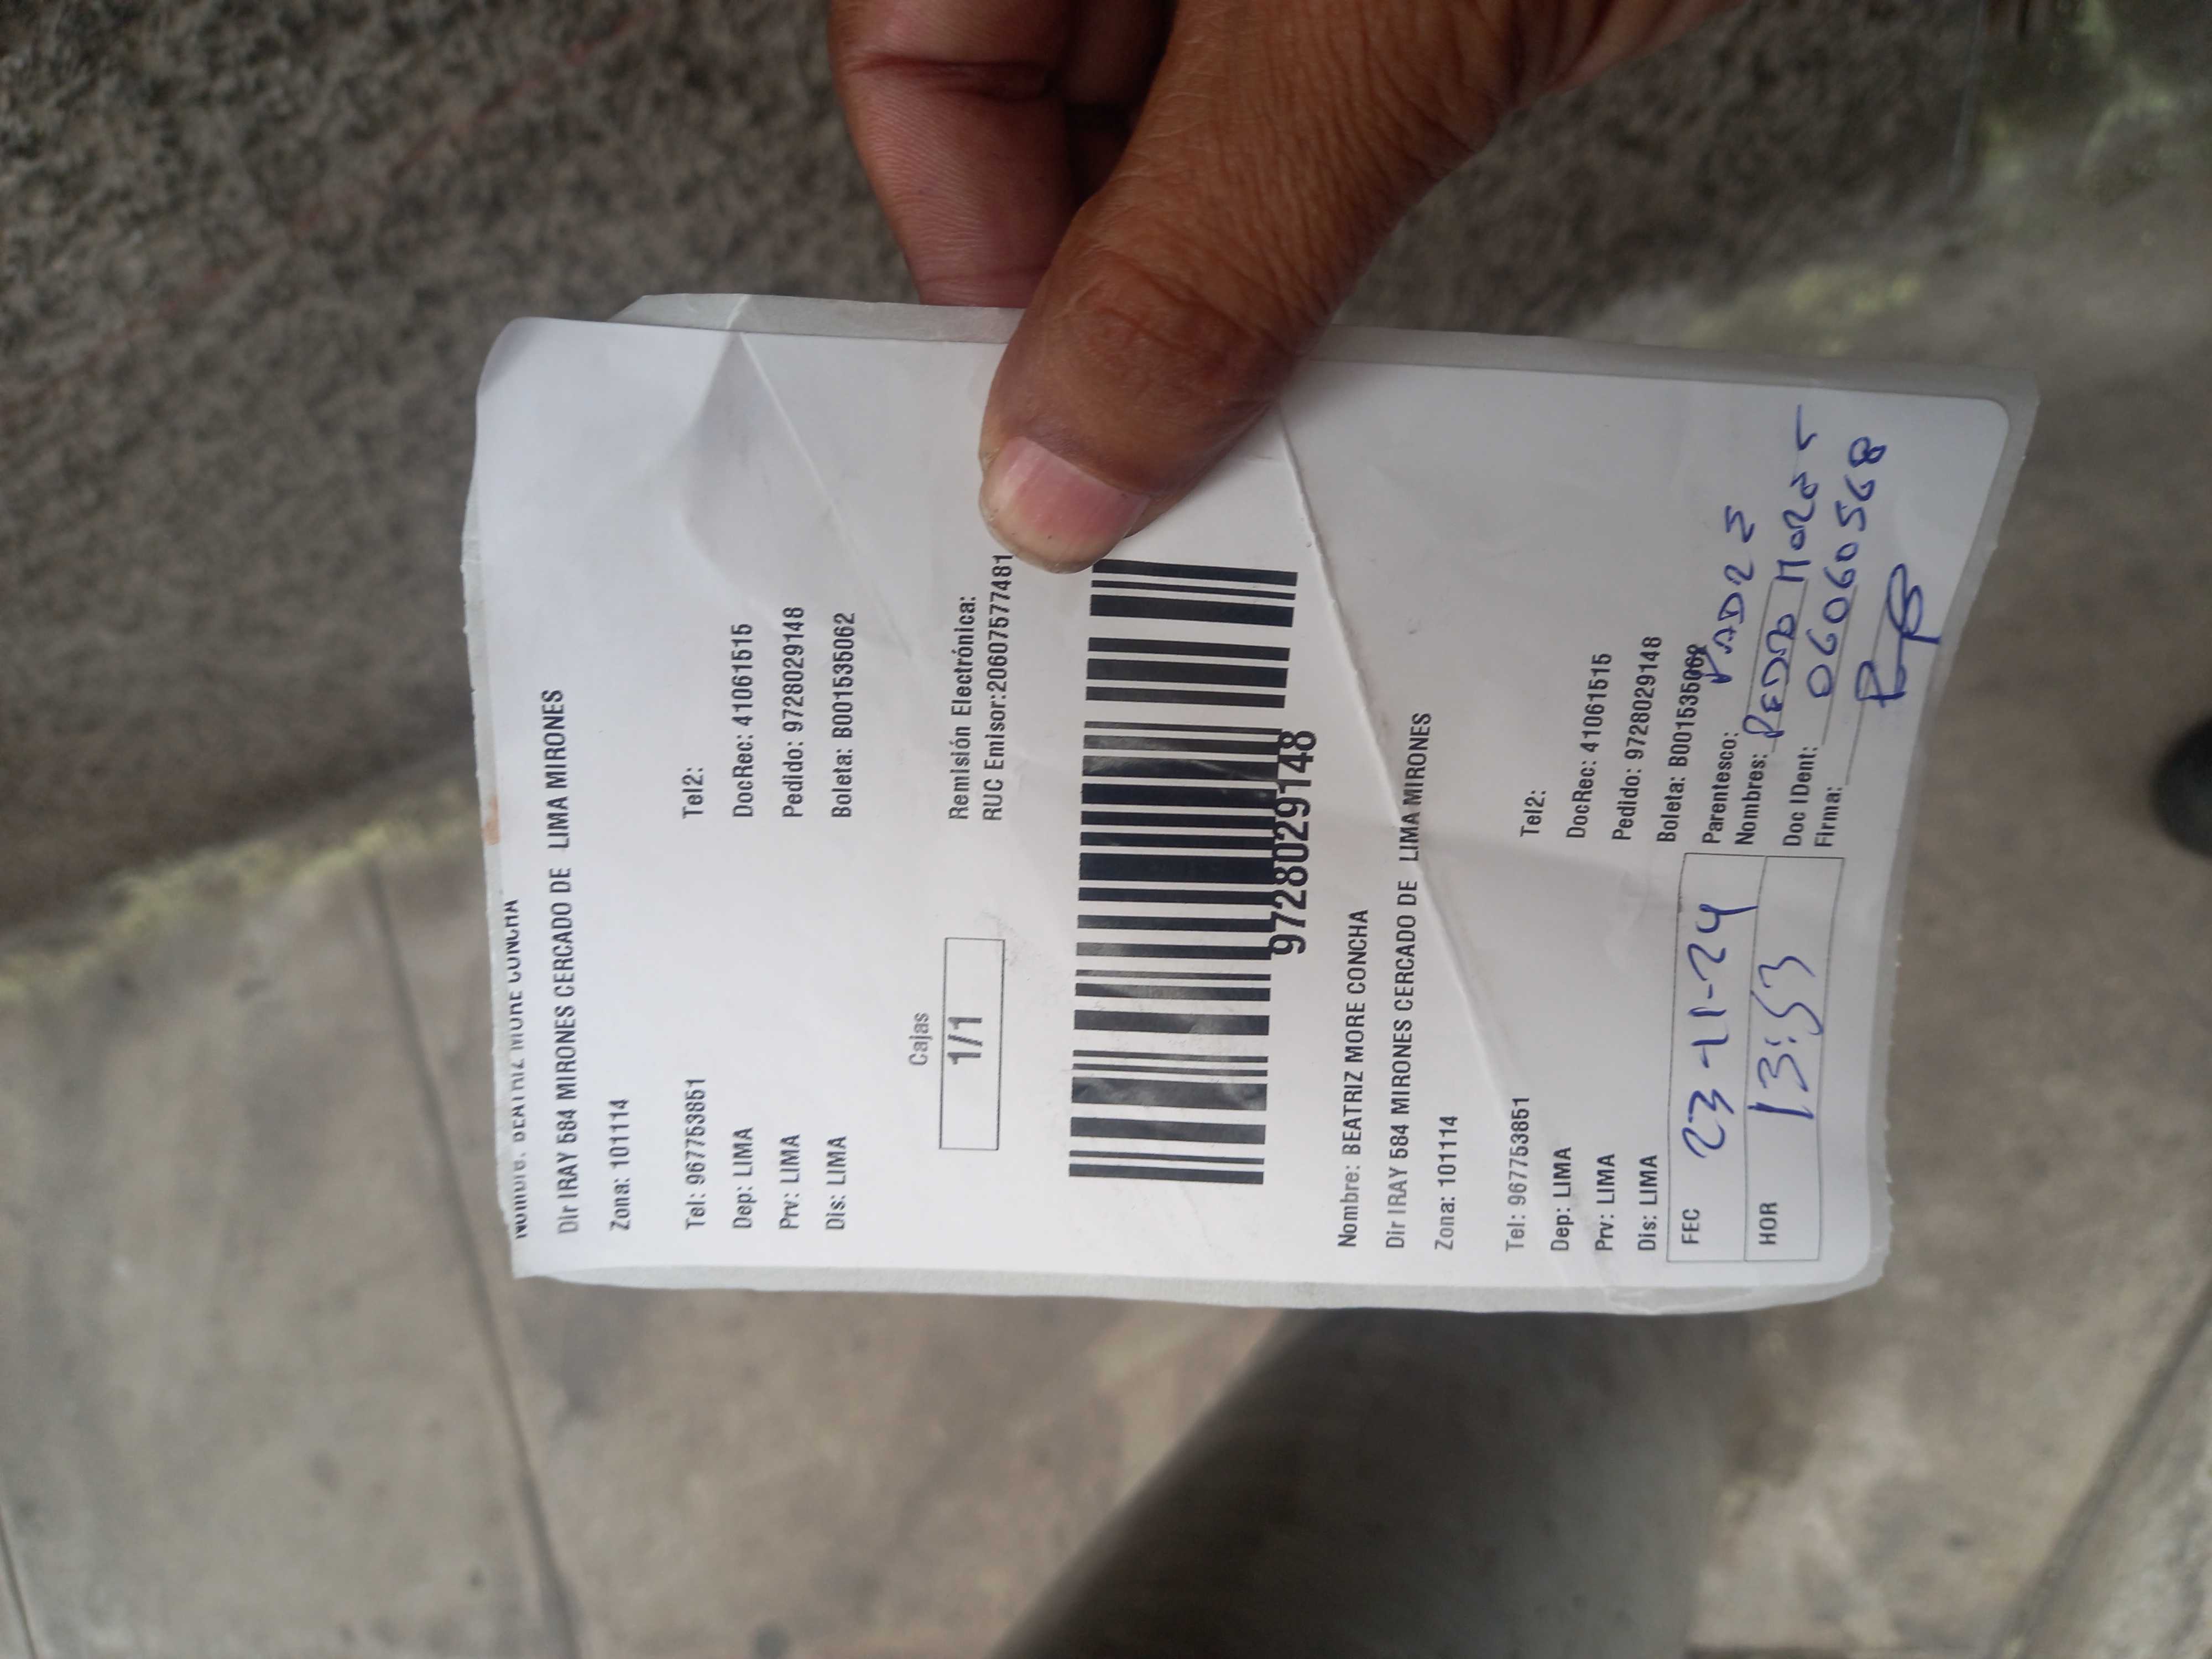 BEATRIZ MORE CONCHA
Dir IRAY 584 MIRONES CERCADO DE LIMA MIRONES
Zona: 101114
Tel: 967753851 Tel2:
Dep: LIMA DocRec: 41061515
Prv: LIMA Pedido: 9728029148
Dis: LIMA Boleta: B001535062
Cajas
1/1
Remisión Electrónica:
RUC Emisor:20607577481
9728029148
Nombre: BEATRIZ MORE CONCHA
Dir IRAY 584 MIRONES CERCADO DE LIMA MIRONES
Zona: 101114
Tel: 967753851 Tel2:
Dep: LIMA DocRec: 41061515
Prv: LIMA Pedido: 9728029148
Dis: LIMA Boleta: B001535062
FEC 23-11-24
HOR 13:53
Parentesco: PADRE
Nombres: PEDRO
Doc IDent: 06060568
Firma: